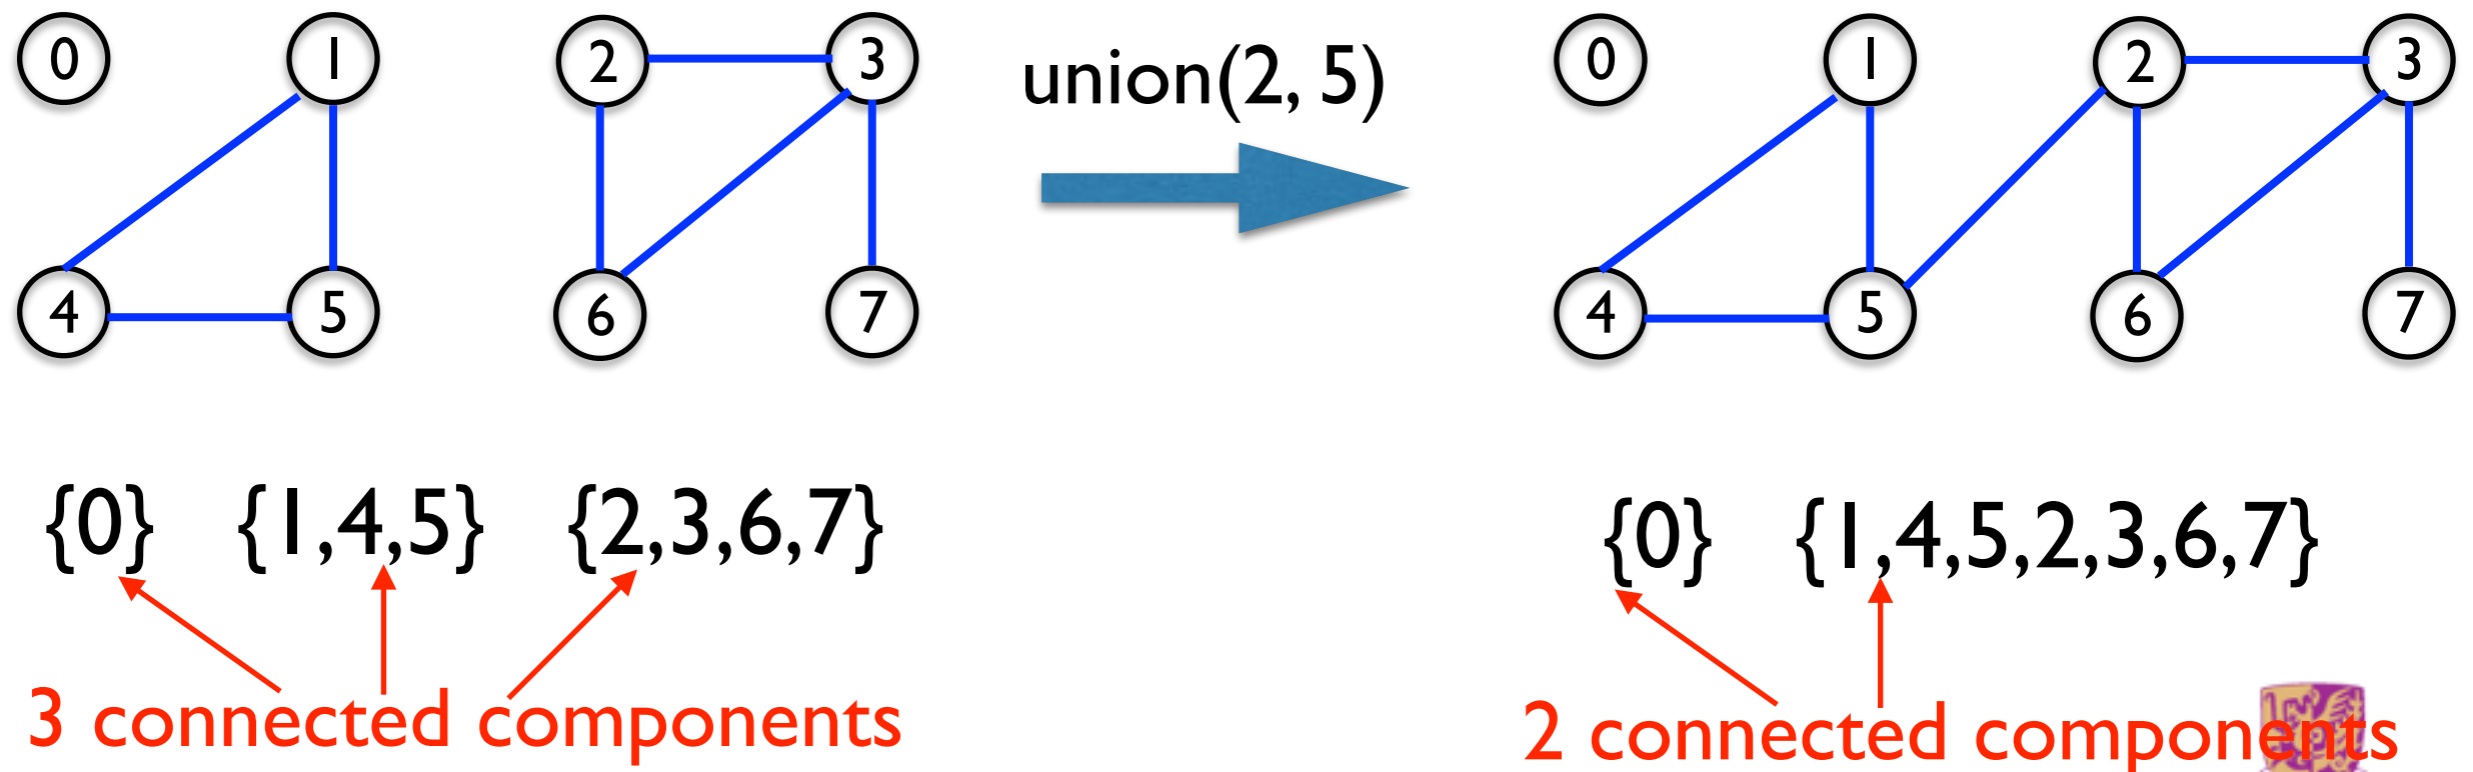 0 1 2 3
4 5 6 7
union(2, 5)
0 1 2 3
4 5 6 7
{0} {1,4,5} {2,3,6,7}
3 connected components
{0} {1,4,5,2,3,6,7}
2 connected components